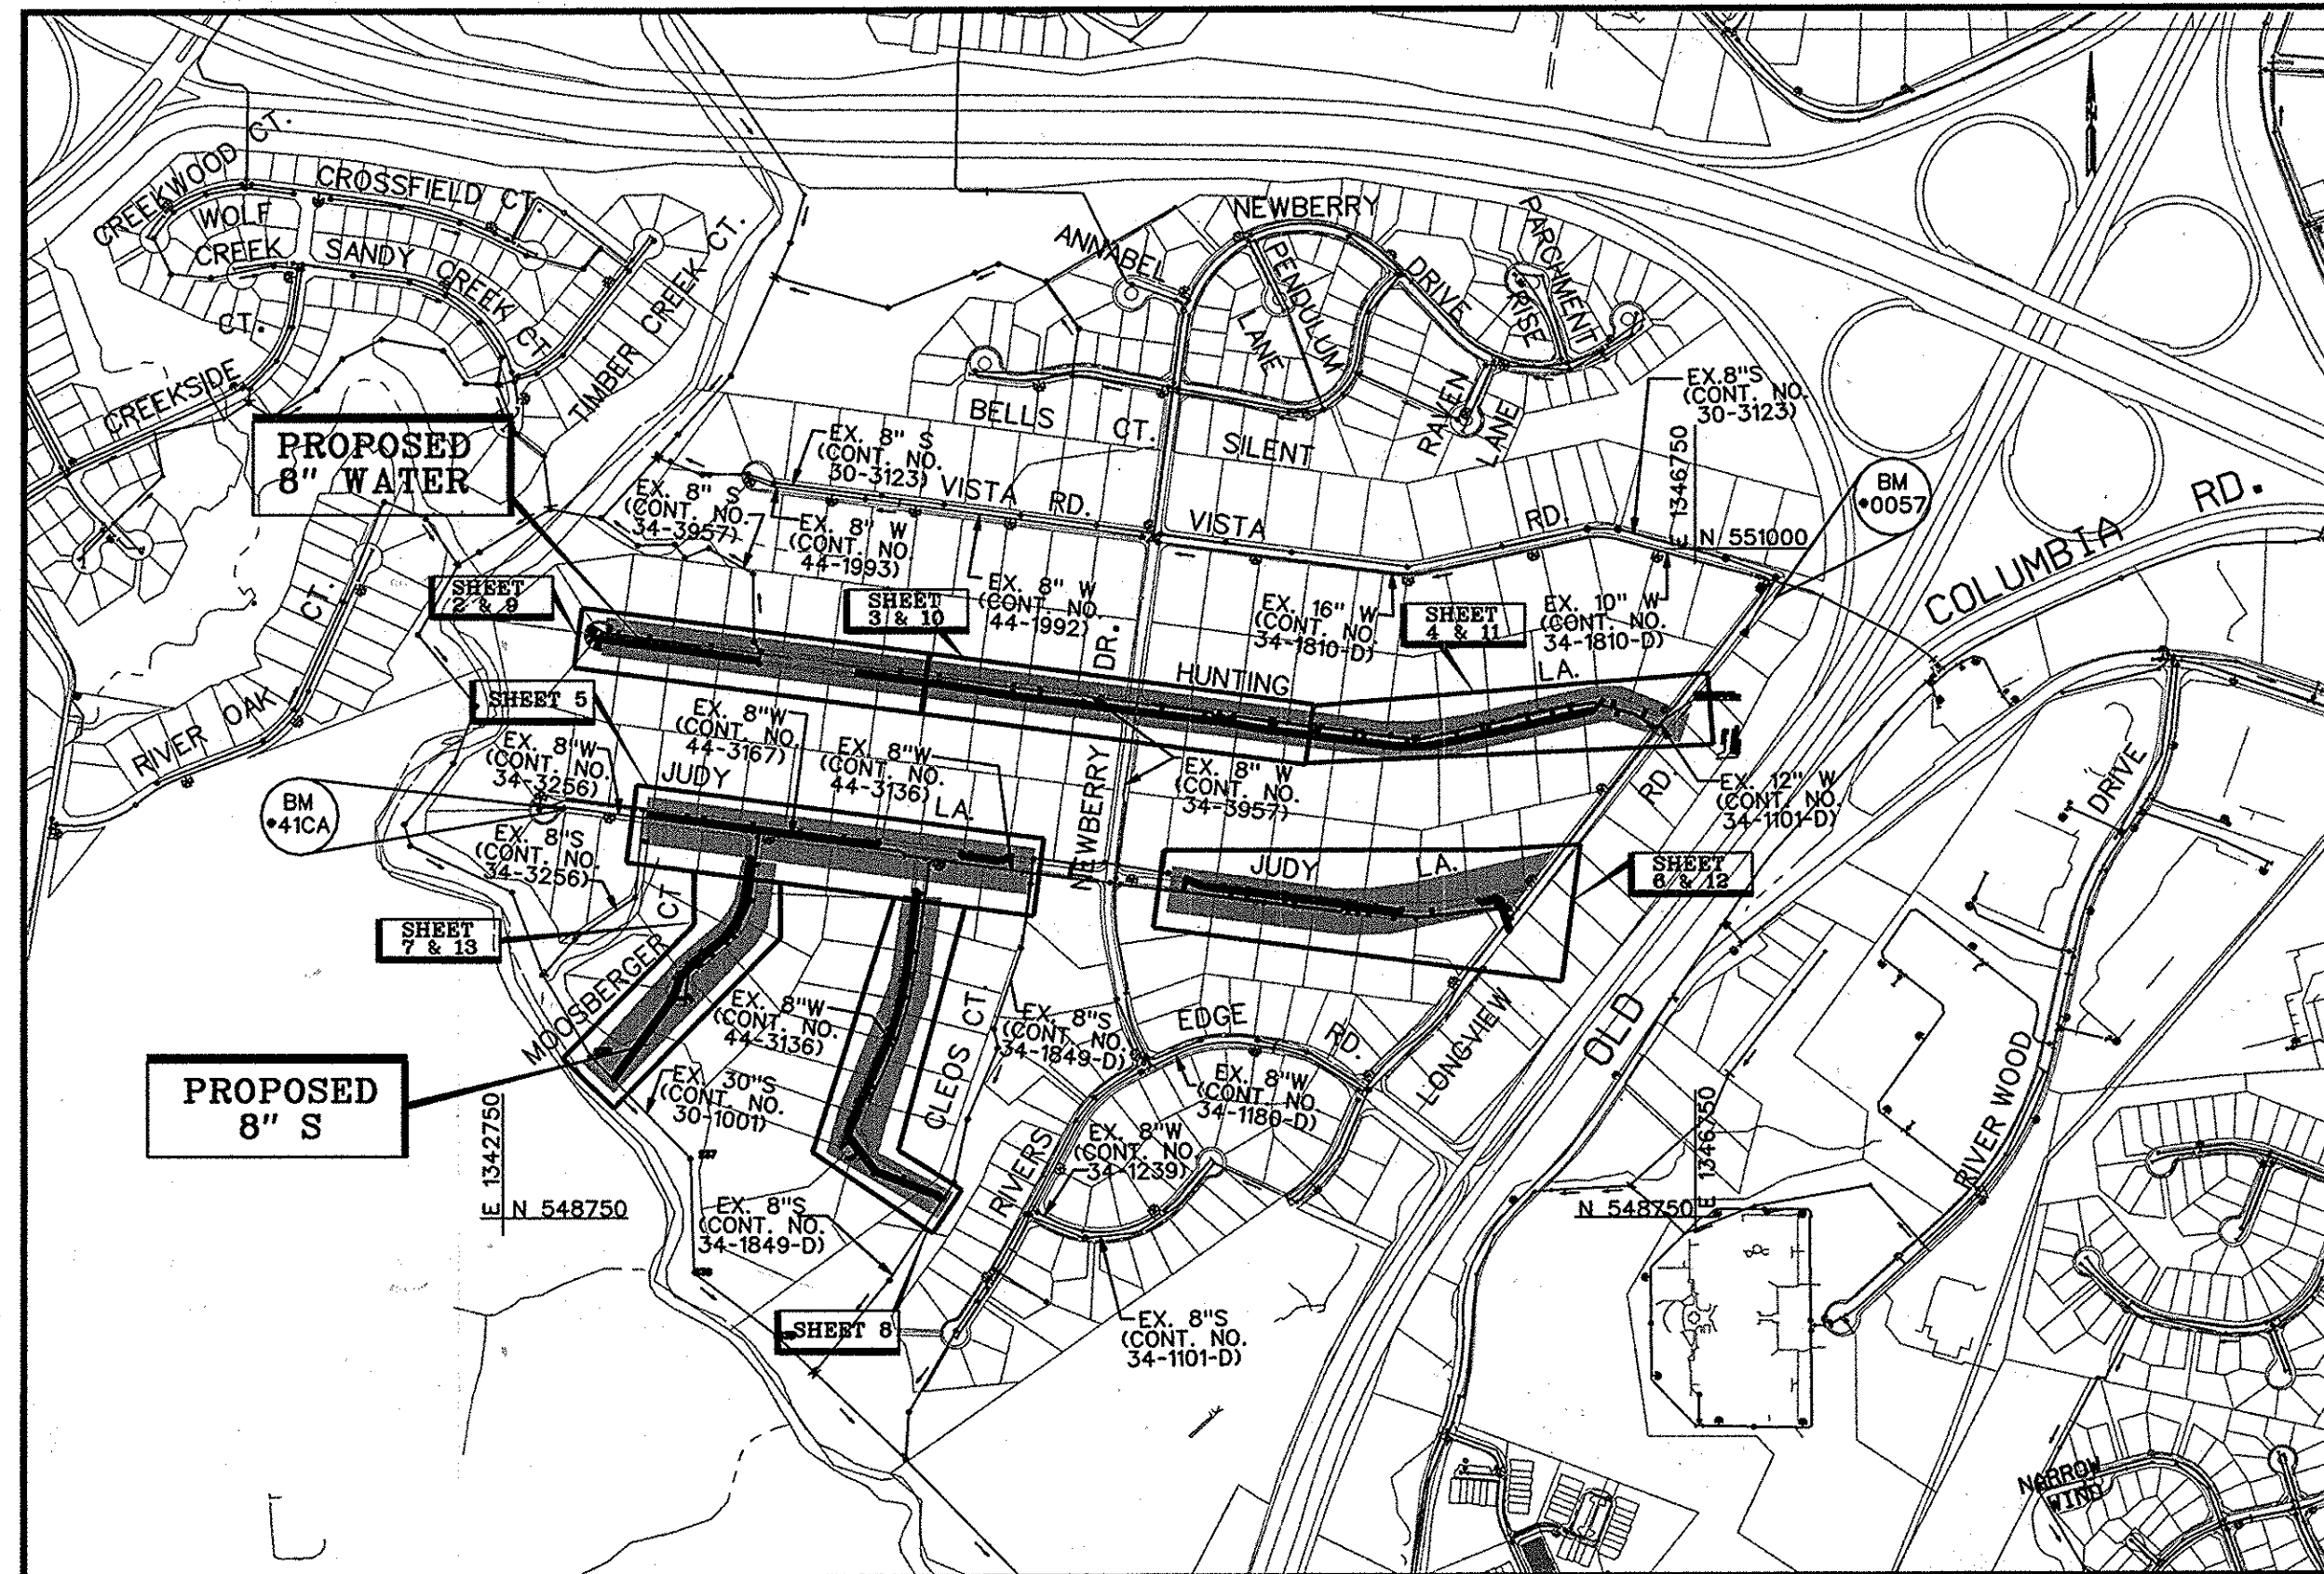 CREEKWOOD CT.
CROSSFIELD CT.
WOLF
CREEK
CT.
SANDY CREEK CT.
TIMBER CREEK CT.
CREEKSIDE
NEWBERRY
DRIVE
ANNABEL
PENDULUM
LANE
PARCHMENT
RISE
RAVEN
LANE
BELLS CT.
SILENT
PROPOSED
8" WATER
EX. 8" S
(CONT. NO.
30-3123)
EX. 8" S
(CONT. NO.
34-3957)
EX. 8" W
(CONT. NO.
44-1993)
VISTA RD.
EX. 8" W
(CONT. NO.
44-1992)
VISTA RD.
EX.8"S
(CONT. NO.
30-3123)
E 1346750
N 551000
BM
0057
COLUMBIA RD.
SHEET
2 & 9
SHEET
3 & 10
EX. 16" W
(CONT. NO.
34-1810-D)
SHEET
4 & 11
EX. 10" W
(CONT. NO.
34-1810-D)
HUNTING LA.
NEWBERRY DR.
SHEET 5
RIVER OAK CT.
EX. 8"W
(CONT. NO.
34-3256)
EX. 8"W
(CONT. NO.
44-3167)
EX. 8"W
(CONT. NO.
44-3136)
JUDY LA.
EX. 8" W
(CONT. NO.
34-3957)
EX. 12" W
(CONT. NO.
34-1101-D)
BM
41CA
EX. 8"S
(CONT. NO.
34-3256)
JUDY LA.
SHEET
6 & 12
SHEET
7 & 13
MOOSBERGER CT
EX. 8"W
(CONT. NO.
44-3136)
CLEOS CT.
EX. 8"S
(CONT. NO.
34-1849-D)
EDGE RD.
LONGVIEW RD.
OLD
RIVER WOOD DRIVE
PROPOSED
8" S
EX. 30"S
(CONT. NO.
30-1001)
EX. 8"W
(CONT. NO.
34-1180-D)
EX. 8"W
(CONT. NO.
34-1239)
RIVERS
E 1342750
N 548750
E 1346750
N 548750
EX. 8"S
(CONT. NO.
34-1849-D)
SHEET 8
EX. 8"S
(CONT. NO.
34-1101-D)
NARROW
WIND